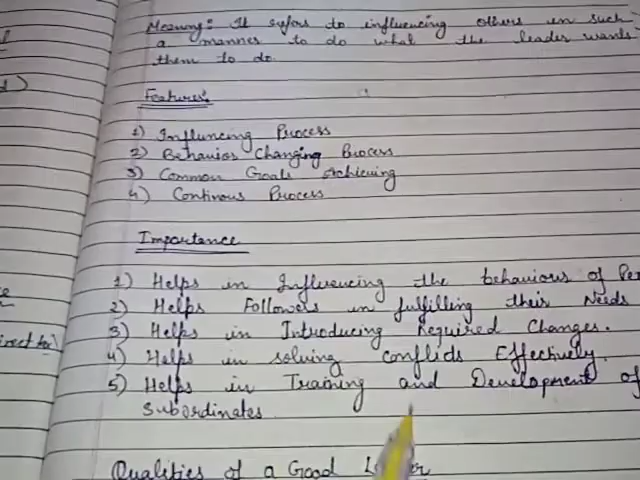 Meaning: It refers to influencing others in such
a manner to do what the leader wants
them to do.
Features:
1) Influncing Process
2) Behavior Changing Process
3) Common Goals Achieving
4) Continous Process
Importance
1) Helps in Influencing the behaviour of Pe
2) Helps Followers in fulfilling their Needs
3) Helps in Introducing Required Changes.
4) Helps in solving conflicts Effectively.
5) Helps in Training and Development of
Subordinates
Qualities of a Good